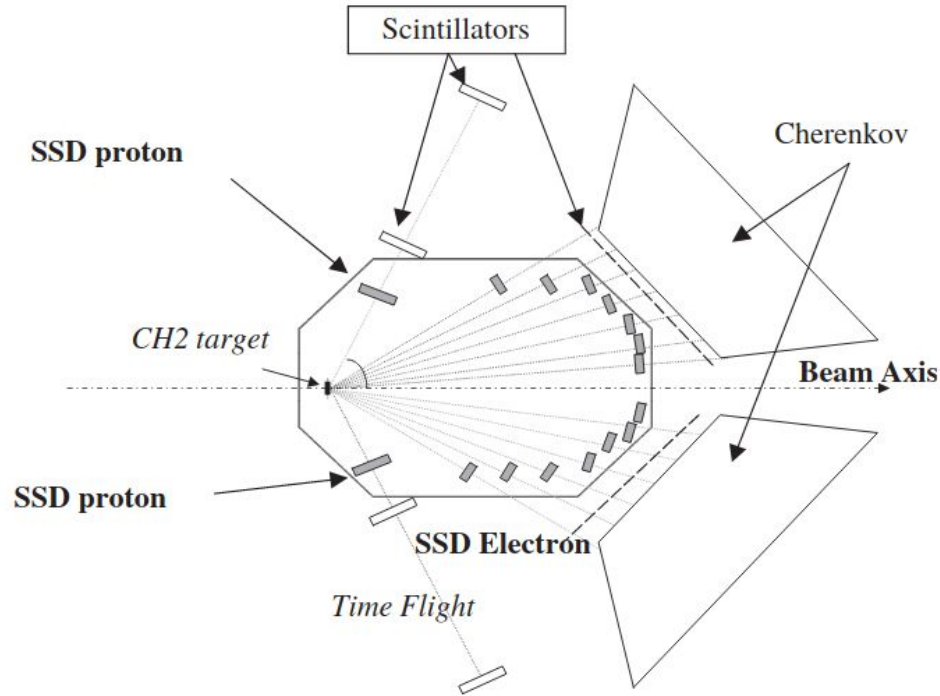 Scintillators
SSD proton
Cherenkov
CH2 target
Beam Axis
SSD proton
SSD Electron
Time Flight